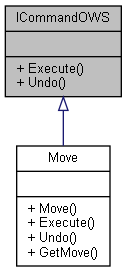 ICommandOWS
+ Execute()
+ Undo()
Move
+ Move()
+ Execute()
+ Undo()
+ GetMove()